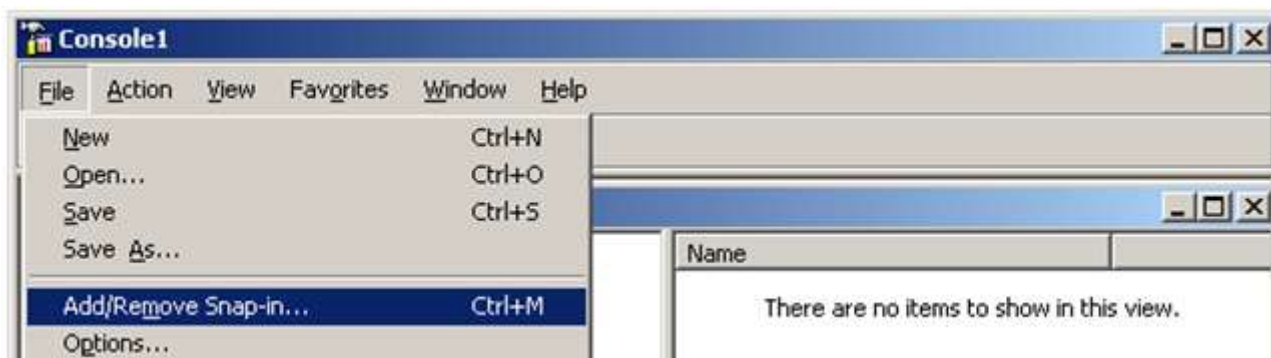 Console1
File Action View Favorites Window Help
New Ctrl+N
Open... Ctrl+O
Save Ctrl+S
Save As...
Name
Add/Remove Snap-in... Ctrl+M
There are no items to show in this view.
Options...